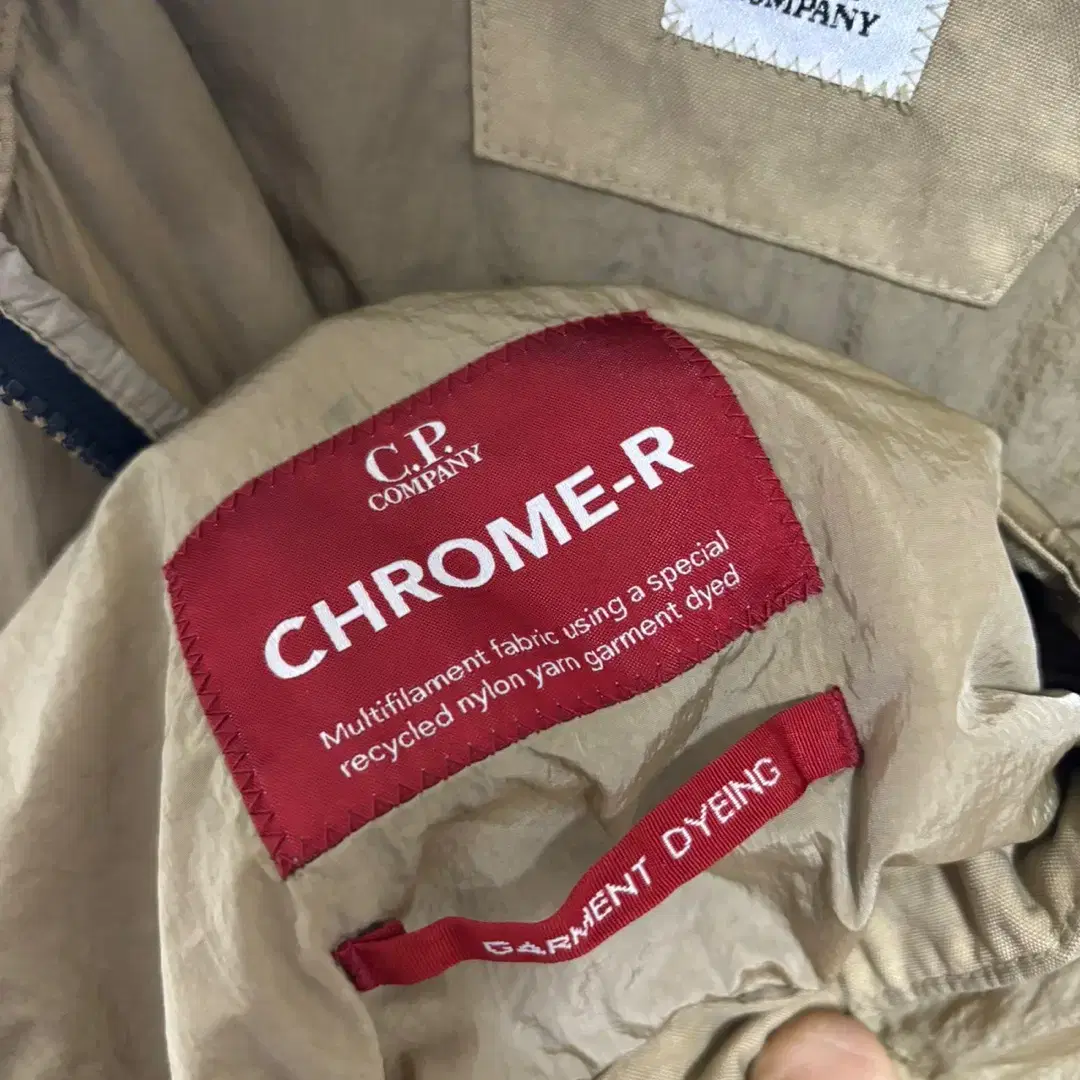 COMPANY
C.P.
COMPANY
CHROME-R
Multifilament fabric using a special
recycled nylon yarn garment dyed
GARMENT DYEING